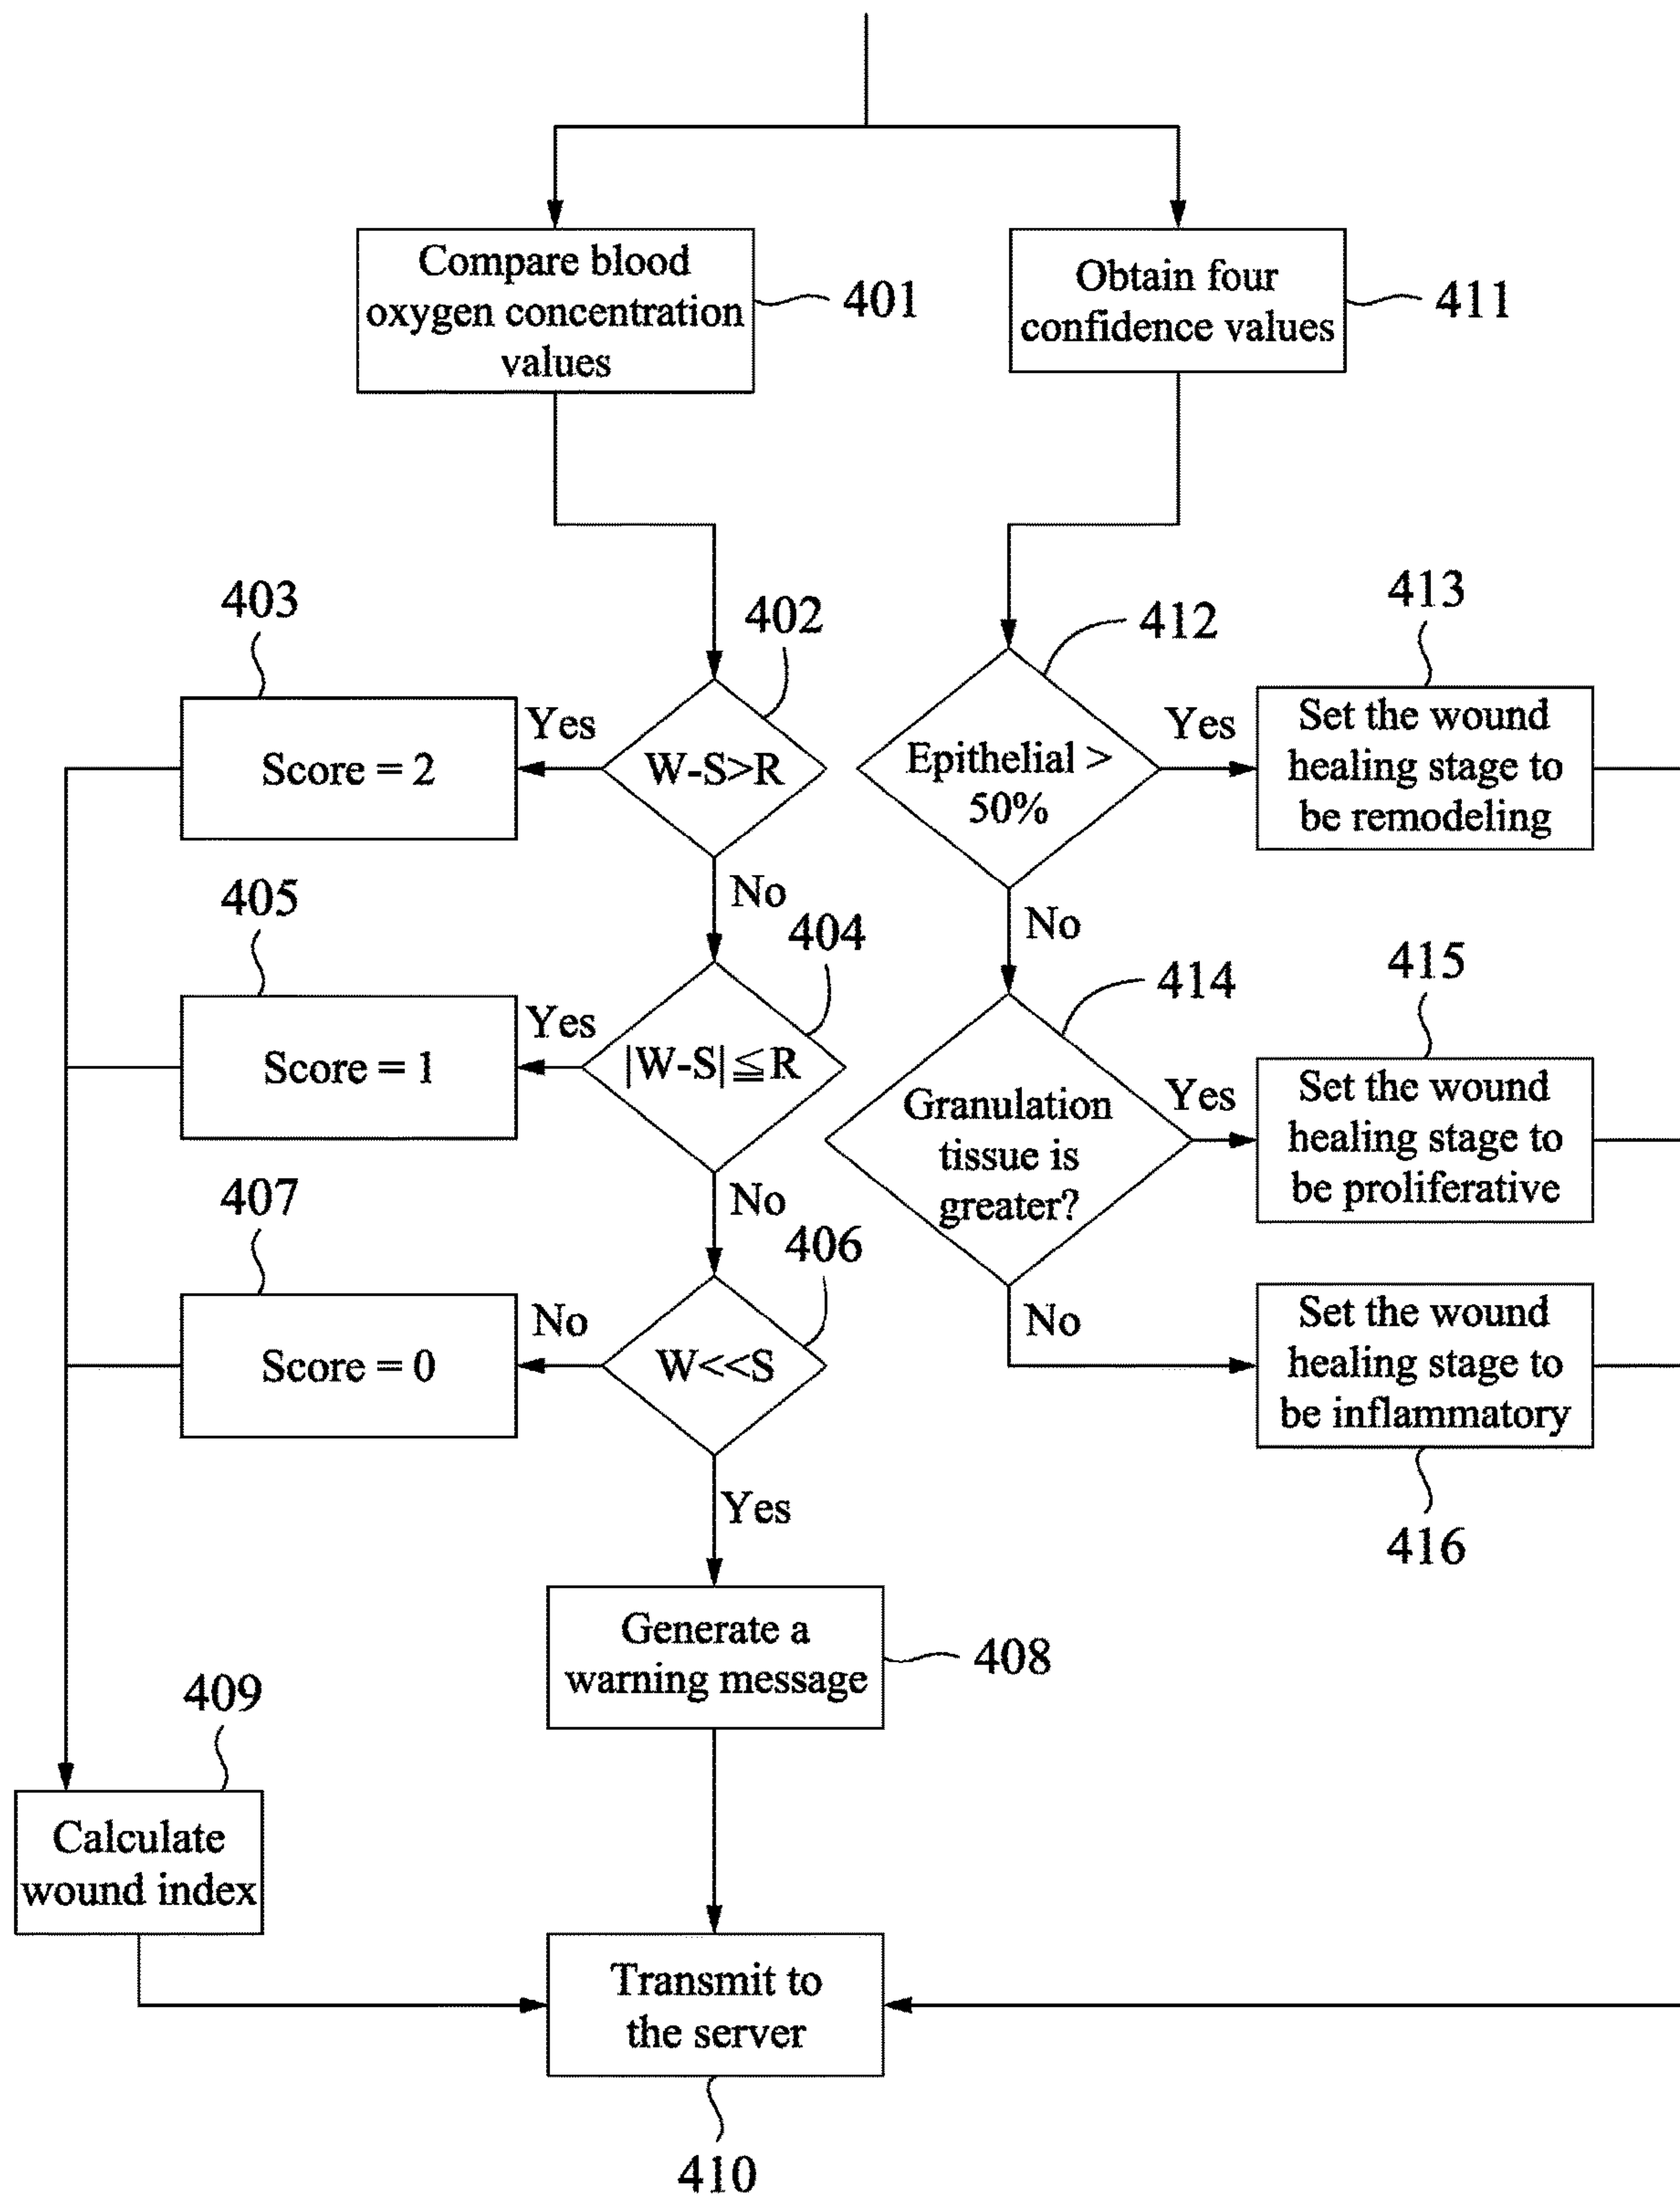 Compare blood
oxygen concentration
values
401
Obtain four
confidence values
411
403
402
412
413
Score = 2
Yes
W-S>R
Epithelial >
50%
Yes
Set the wound
healing stage to
be remodeling
No
No
405
404
414
415
Score = 1
Yes
|W-S|≦R
Granulation
tissue is
greater?
Yes
Set the wound
healing stage to
be proliferative
No
No
407
406
Score = 0
No
W<<S
Set the wound
healing stage to
be inflammatory
416
Yes
Generate a
warning message
408
409
Calculate
wound index
Transmit to
the server
410